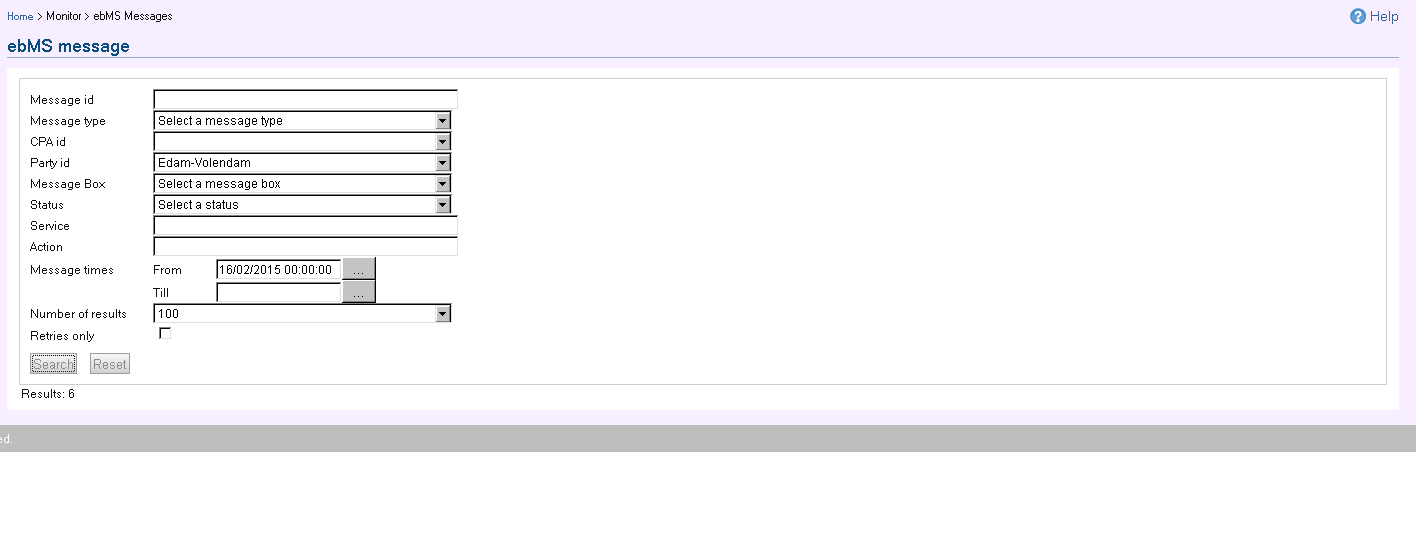 Home > Monitor > ebMS Messages
? Help
ebMS message
Message id
Message type Select a message type
CPA id
Party id Edam-Volendam
Message Box Select a message box
Status Select a status
Service
Action
Message times From 16/02/2015 00:00:00 ...
Till ...
Number of results 100
Retries only
Search Reset
Results: 6
ed.